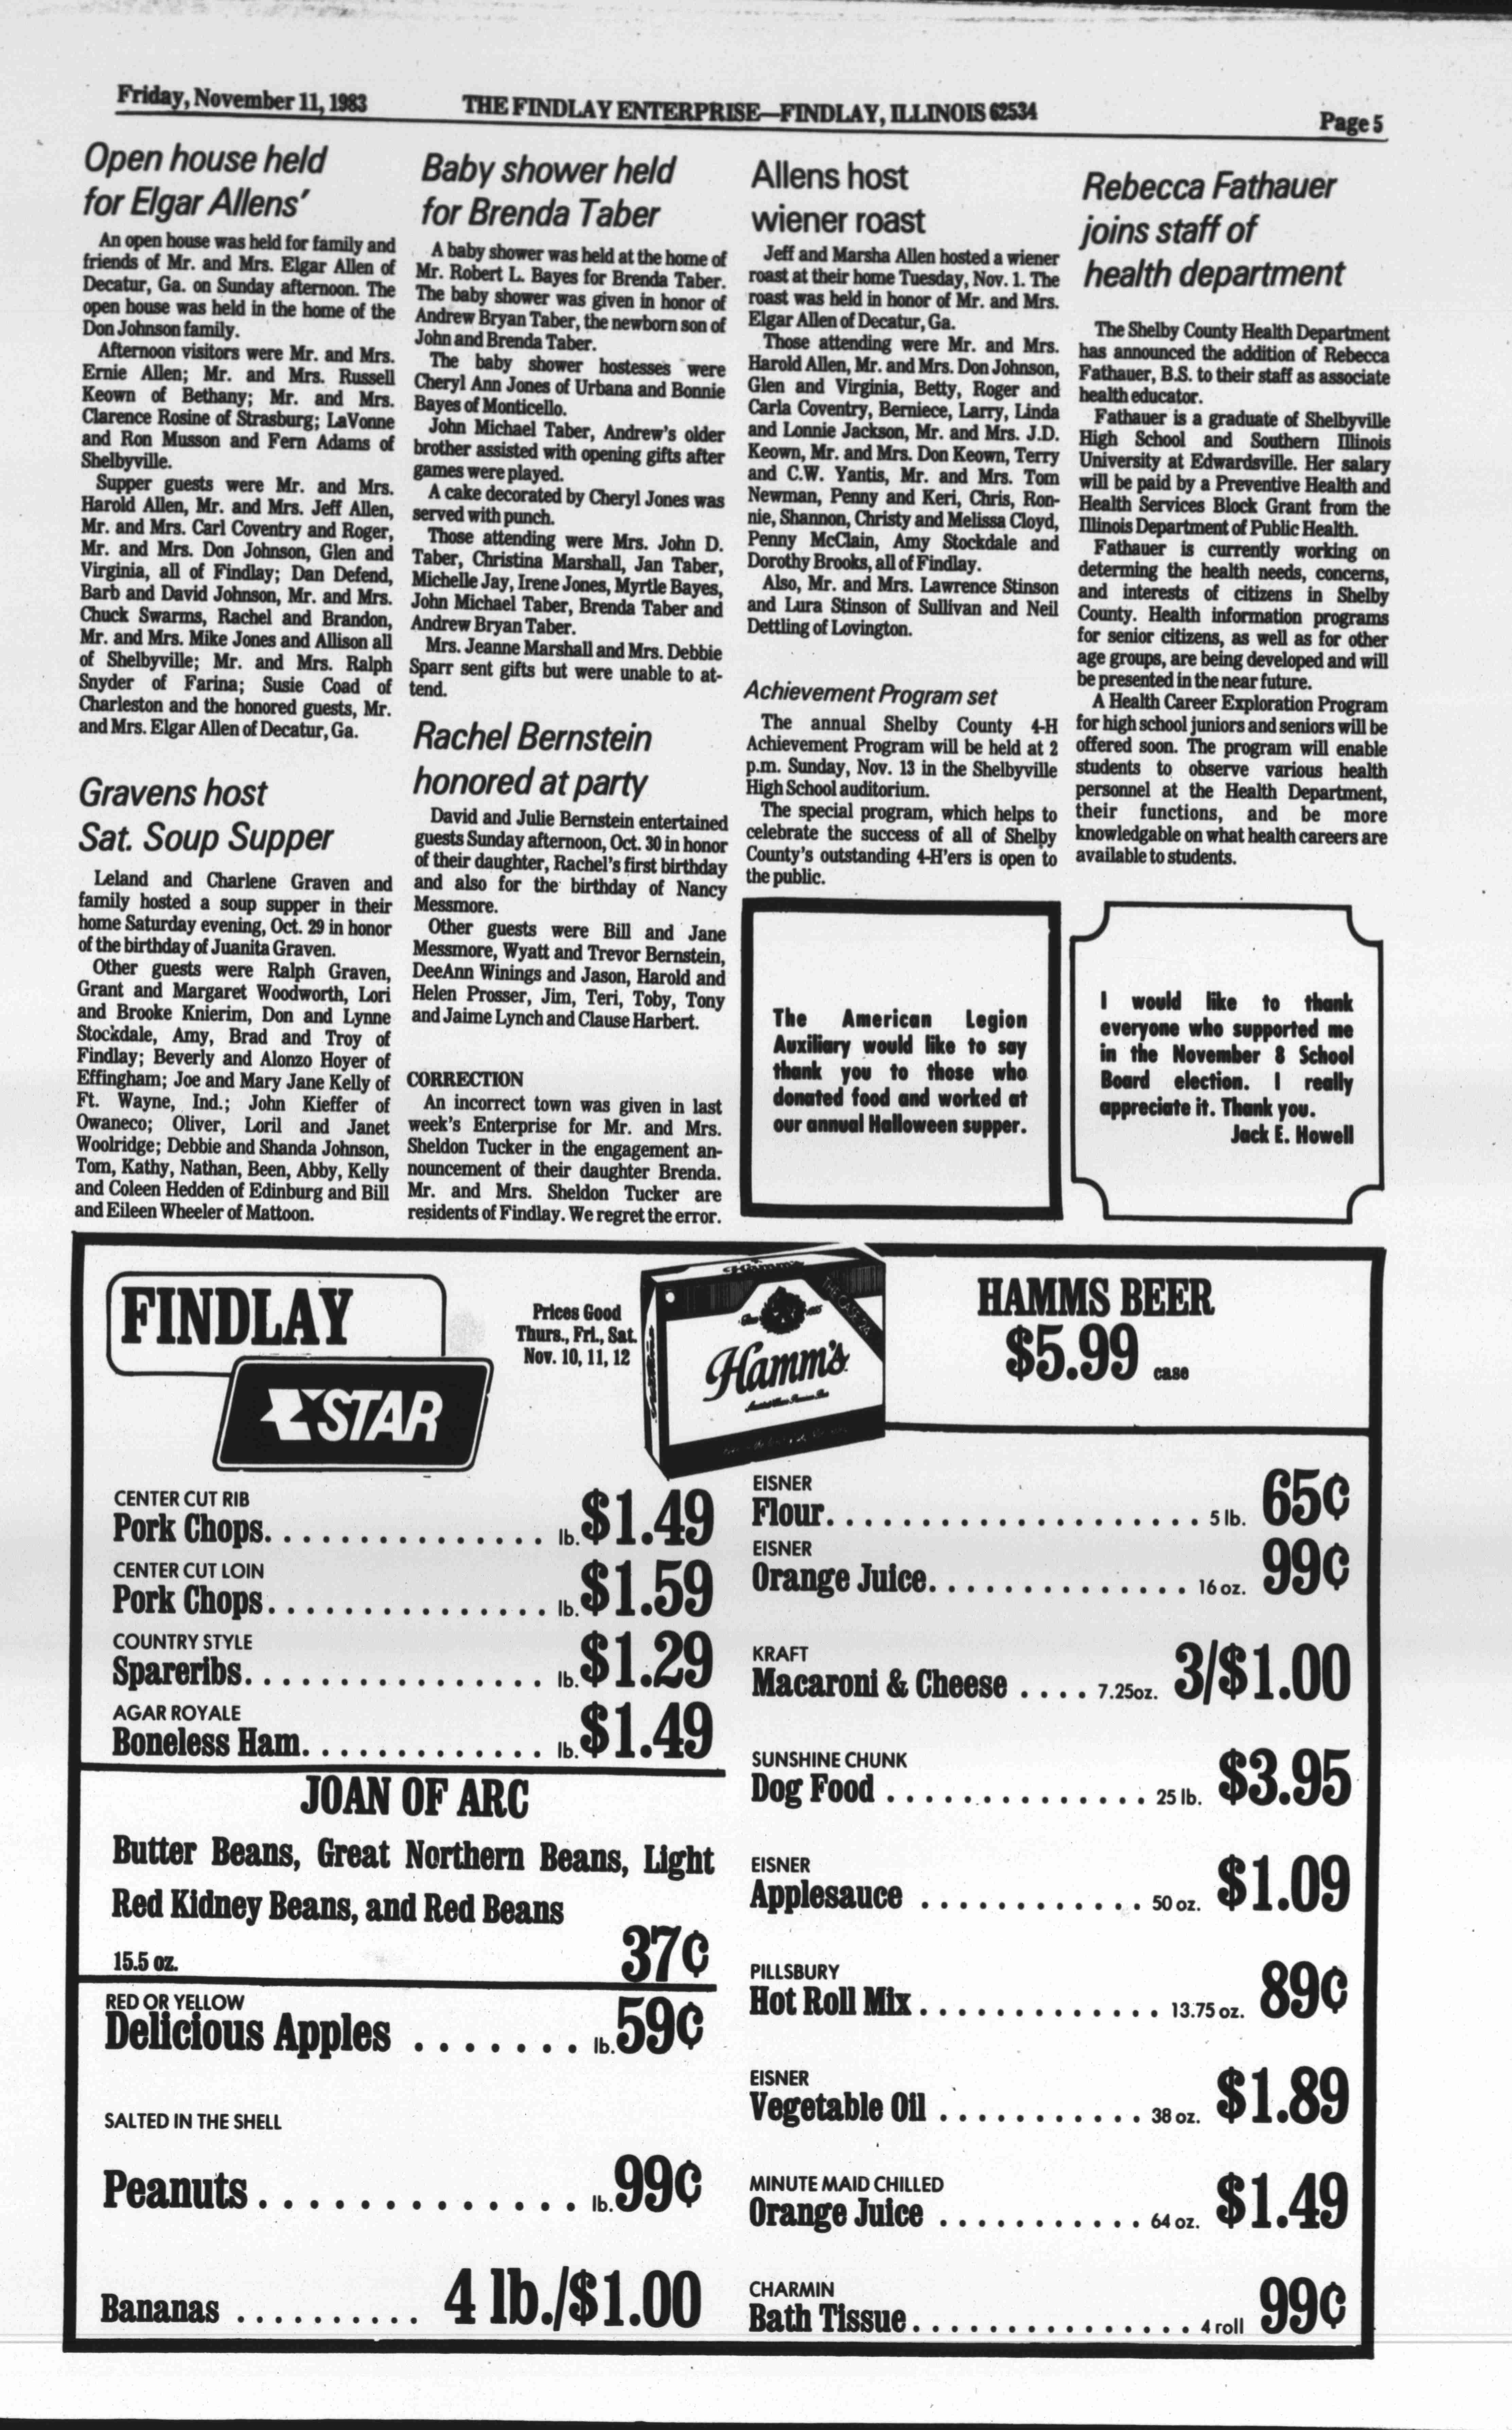 Friday, November 11, 1983
THE FINDLAY ENTERPRISE—FINDLAY, ILLINOIS 62534
Page 5
Open house held
for Elgar Allens'
An open house was held for family and
friends of Mr. and Mrs. Elgar Allen of
Decatur, Ga. on Sunday afternoon. The
open house was held in the home of the
Don Johnson family.
Afternoon visitors were Mr. and Mrs.
Ernie Allen; Mr. and Mrs. Russell
Keown of Bethany; Mr. and Mrs.
Clarence Rosine of Strasburg; LaVonne
and Ron Musson and Fern Adams of
Shelbyville.
Supper guests were Mr. and Mrs.
Harold Allen, Mr. and Mrs. Jeff Allen,
Mr. and Mrs. Carl Coventry and Roger,
Mr. and Mrs. Don Johnson, Glen and
Virginia, all of Findlay; Dan Defend,
Barb and David Johnson, Mr. and Mrs.
Chuck Swarms, Rachel and Brandon,
Mr. and Mrs. Mike Jones and Allison all
of Shelbyville; Mr. and Mrs. Ralph
Snyder of Farina; Susie Coad of
Charleston and the honored guests, Mr.
and Mrs. Elgar Allen of Decatur, Ga.
Gravens host
Sat. Soup Supper
Leland and Charlene Graven and
family hosted a soup supper in their
home Saturday evening, Oct. 29 in honor
of the birthday of Juanita Graven.
Other guests were Ralph Graven,
Grant and Margaret Woodworth, Lori
and Brooke Knierim, Don and Lynne
Stockdale, Amy, Brad and Troy of
Findlay; Beverly and Alonzo Hoyer of
Effingham; Joe and Mary Jane Kelly of
Ft. Wayne, Ind.; John Kieffer of
Owaneco; Oliver, Loril and Janet
Woolridge; Debbie and Shanda Johnson,
Tom, Kathy, Nathan, Been, Abby, Kelly
and Coleen Hedden of Edinburg and Bill
and Eileen Wheeler of Mattoon.
Baby shower held
for Brenda Taber
A baby shower was held at the home of
Mr. Robert L. Bayes for Brenda Taber.
The baby shower was given in honor of
Andrew Bryan Taber, the newborn son of
John and Brenda Taber.
The baby shower hostesses were
Cheryl Ann Jones of Urbana and Bonnie
Bayes of Monticello.
John Michael Taber, Andrew's older
brother assisted with opening gifts after
games were played.
A cake decorated by Cheryl Jones was
served with punch.
Those attending were Mrs. John D.
Taber, Christina Marshall, Jan Taber,
Michelle Jay, Irene Jones, Myrtle Bayes,
John Michael Taber, Brenda Taber and
Andrew Bryan Taber.
Mrs. Jeanne Marshall and Mrs. Debbie
Sparr sent gifts but were unable to at-
tend.
Rachel Bernstein
honored at party
David and Julie Bernstein entertained
guests Sunday afternoon, Oct. 30 in honor
of their daughter, Rachel's first birthday
and also for the birthday of Nancy
Messmore.
Other guests were Bill and Jane
Messmore, Wyatt and Trevor Bernstein,
DeeAnn Winings and Jason, Harold and
Helen Prosser, Jim, Teri, Toby, Tony
and Jaime Lynch and Clause Harbert.
CORRECTION
An incorrect town was given in last
week's Enterprise for Mr. and Mrs.
Sheldon Tucker in the engagement an-
nouncement of their daughter Brenda.
Mr. and Mrs. Sheldon Tucker are
residents of Findlay. We regret the error.
Allens host
wiener roast
Jeff and Marsha Allen hosted a wiener
roast at their home Tuesday, Nov. 1. The
roast was held in honor of Mr. and Mrs.
Elgar Allen of Decatur, Ga.
Those attending were Mr. and Mrs.
Harold Allen, Mr. and Mrs. Don Johnson,
Glen and Virginia, Betty, Roger and
Carla Coventry, Berniece, Larry, Linda
and Lonnie Jackson, Mr. and Mrs. J.D.
Keown, Mr. and Mrs. Don Keown, Terry
and C.W. Yantis, Mr. and Mrs. Tom
Newman, Penny and Keri, Chris, Ron-
nie, Shannon, Christy and Melissa Cloyd,
Penny McClain, Amy Stockdale and
Dorothy Brooks, all of Findlay.
Also, Mr. and Mrs. Lawrence Stinson
and Lura Stinson of Sullivan and Neil
Dettling of Lovington.
Achievement Program set
The annual Shelby County 4-H
Achievement Program will be held at 2
p.m. Sunday, Nov. 13 in the Shelbyville
High School auditorium.
The special program, which helps to
celebrate the success of all of Shelby
County's outstanding 4-H'ers is open to
the public.
The American Legion
Auxiliary would like to say
thank you to those who
donated food and worked at
our annual Halloween supper.
Rebecca Fathauer
joins staff of
health department
The Shelby County Health Department
has announced the addition of Rebecca
Fathauer, B.S. to their staff as associate
health educator.
Fathauer is a graduate of Shelbyville
High School and Southern Illinois
University at Edwardsville. Her salary
will be paid by a Preventive Health and
Health Services Block Grant from the
Illinois Department of Public Health.
Fathauer is currently working on
determing the health needs, concerns,
and interests of citizens in Shelby
County. Health information programs
for senior citizens, as well as for other
age groups, are being developed and will
be presented in the near future.
A Health Career Exploration Program
for high school juniors and seniors will be
offered soon. The program will enable
students to observe various health
personnel at the Health Department,
their functions, and be more
knowledgable on what health careers are
available to students.
I would like to thank
everyone who supported me
in the November 8 School
Board election. I really
appreciate it. Thank you.
Jack E. Howell
FINDLAY
STAR
Prices Good
Thurs., Fri., Sat.
Nov. 10, 11, 12
Hamm's
THE CASE 24
Hamm's
HAMMS BEER
$5.99 case
CENTER CUT RIB
Pork Chops. . . . . . . . . . . . . . . lb. $1.49
CENTER CUT LOIN
Pork Chops. . . . . . . . . . . . . . . lb. $1.59
COUNTRY STYLE
Spareribs. . . . . . . . . . . . . . . . lb. $1.29
AGAR ROYALE
Boneless Ham. . . . . . . . . . . . . lb. $1.49
JOAN OF ARC
Butter Beans, Great Northern Beans, Light
Red Kidney Beans, and Red Beans
15.5 oz. 37¢
RED OR YELLOW
Delicious Apples . . . . . . . lb. 59¢
SALTED IN THE SHELL
Peanuts . . . . . . . . . . . . . . lb. 99¢
Bananas . . . . . . . . . . 4 lb./$1.00
EISNER
Flour. . . . . . . . . . . . . . . . . . . . 5 lb. 65¢
EISNER
Orange Juice. . . . . . . . . . . . . . 16 oz. 99¢
KRAFT
Macaroni & Cheese . . . . 7.25oz. 3/$1.00
SUNSHINE CHUNK
Dog Food . . . . . . . . . . . . . . 25 lb. $3.95
EISNER
Applesauce . . . . . . . . . . . . 50 oz. $1.09
PILLSBURY
Hot Roll Mix . . . . . . . . . . . . . 13.75 oz. 89¢
EISNER
Vegetable Oil . . . . . . . . . . . 38 oz. $1.89
MINUTE MAID CHILLED
Orange Juice . . . . . . . . . . . 64 oz. $1.49
CHARMIN
Bath Tissue. . . . . . . . . . . . . . . 4 roll 99¢